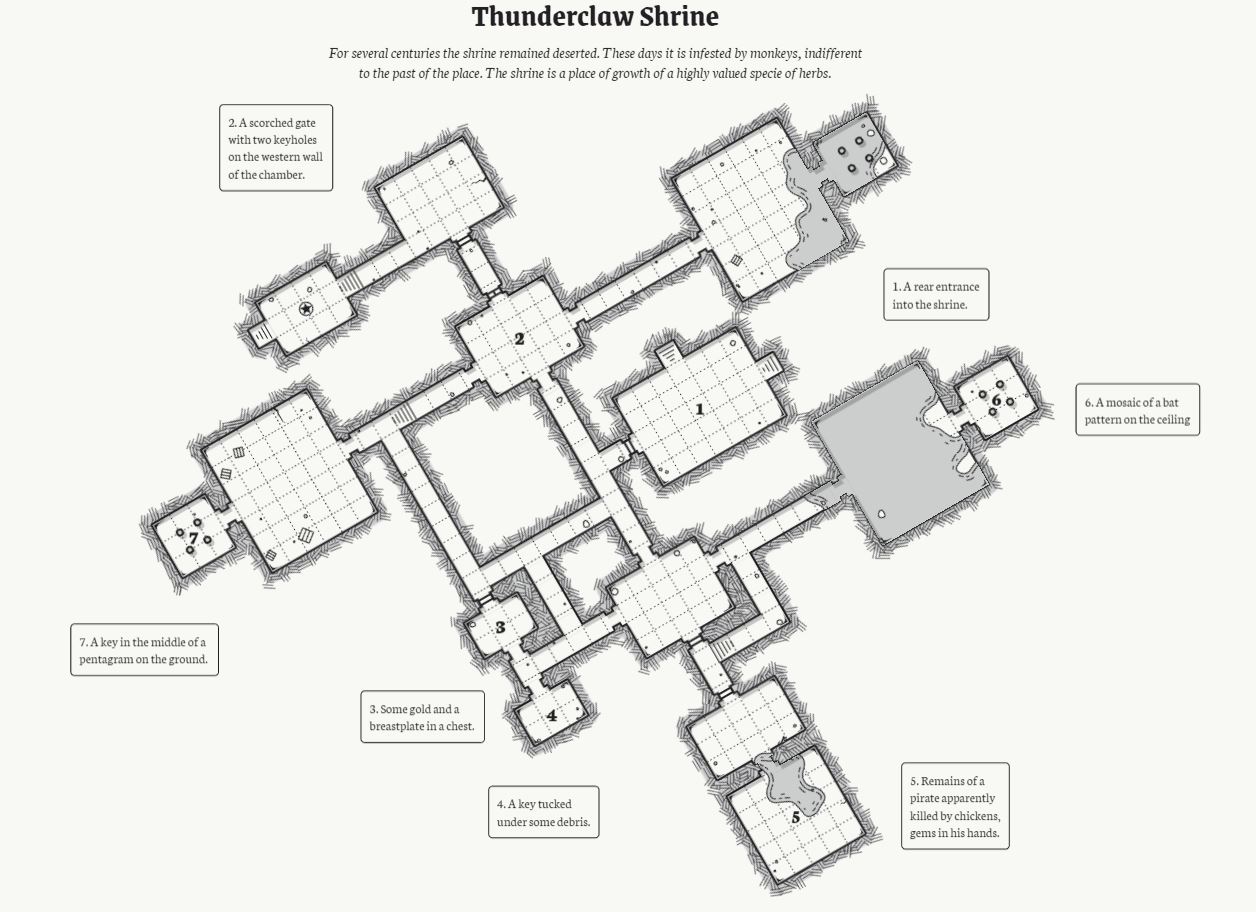 Thunderclaw Shrine
For several centuries the shrine remained deserted. These days it is infested by monkeys, indifferent
to the past of the place. The shrine is a place of growth of a highly valued specie of herbs.
2. A scorched gate
with two keyholes
on the western wall
of the chamber.
1. A rear entrance
into the shrine.
2
1
6
6. A mosaic of a bat
pattern on the ceiling
7
3
7. A key in the middle of a
pentagram on the ground.
3. Some gold and a
breastplate in a chest.
4
4. A key tucked
under some debris.
5
5. Remains of a
pirate apparently
killed by chickens,
gems in his hands.